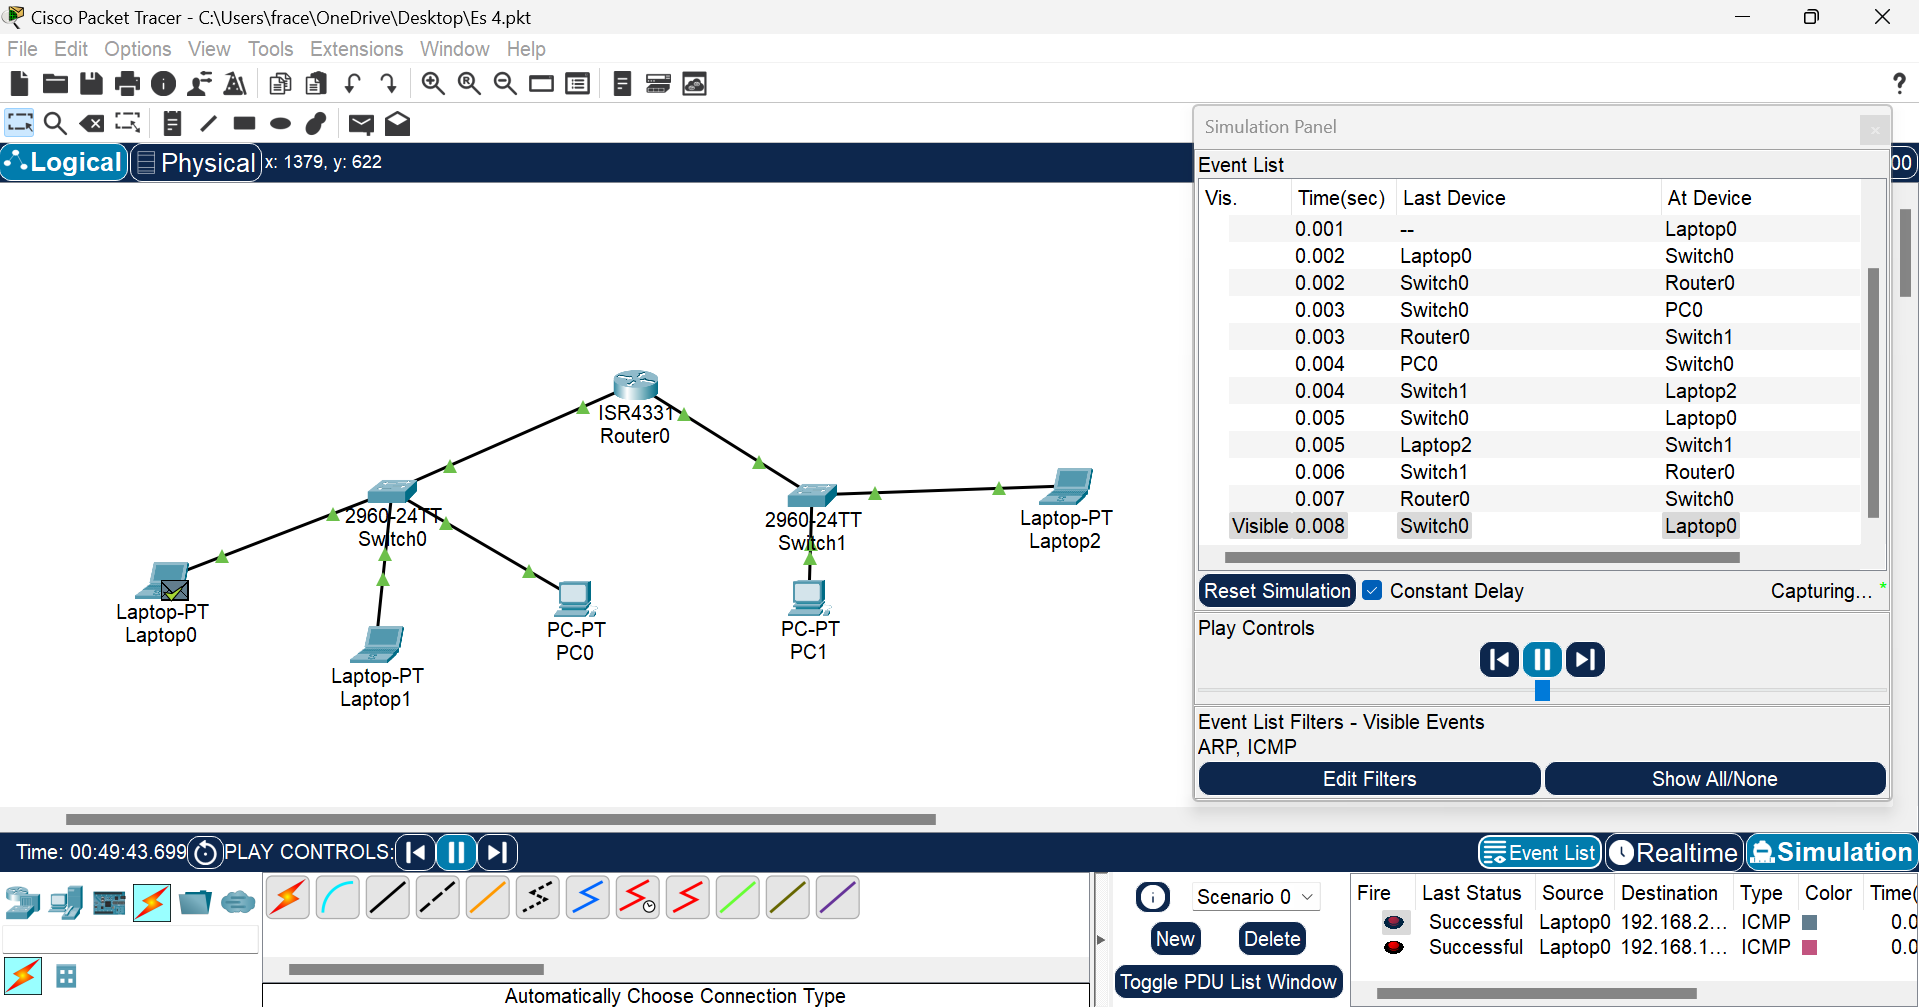 Cisco Packet Tracer - C:\Users\frace\OneDrive\Desktop\Es 4.pkt
File Edit Options View Tools Extensions Window Help
?
Logical Physical x: 1379, y: 622
00
Simulation Panel
Event List
Vis. Time(sec) Last Device At Device
0.001 -- Laptop0
0.002 Laptop0 Switch0
0.002 Switch0 Router0
0.003 Switch0 PC0
0.003 Router0 Switch1
0.004 PC0 Switch0
0.004 Switch1 Laptop2
0.005 Switch0 Laptop0
0.005 Laptop2 Switch1
0.006 Switch1 Router0
0.007 Router0 Switch0
Visible 0.008 Switch0 Laptop0
Reset Simulation Constant Delay Capturing... *
Play Controls
Event List Filters - Visible Events
ARP, ICMP
Edit Filters Show All/None
ISR4331
Router0
2960-24TT
Switch0
2960-24TT
Switch1
Laptop-PT
Laptop2
Laptop-PT
Laptop0
Laptop-PT
Laptop1
PC-PT
PC0
PC-PT
PC1
Time: 00:49:43.699 PLAY CONTROLS: Event List Realtime Simulation
Automatically Choose Connection Type
Scenario 0
New Delete
Toggle PDU List Window
Fire Last Status Source Destination Type Color Time(
Successful Laptop0 192.168.2... ICMP 0.0
Successful Laptop0 192.168.1... ICMP 0.0